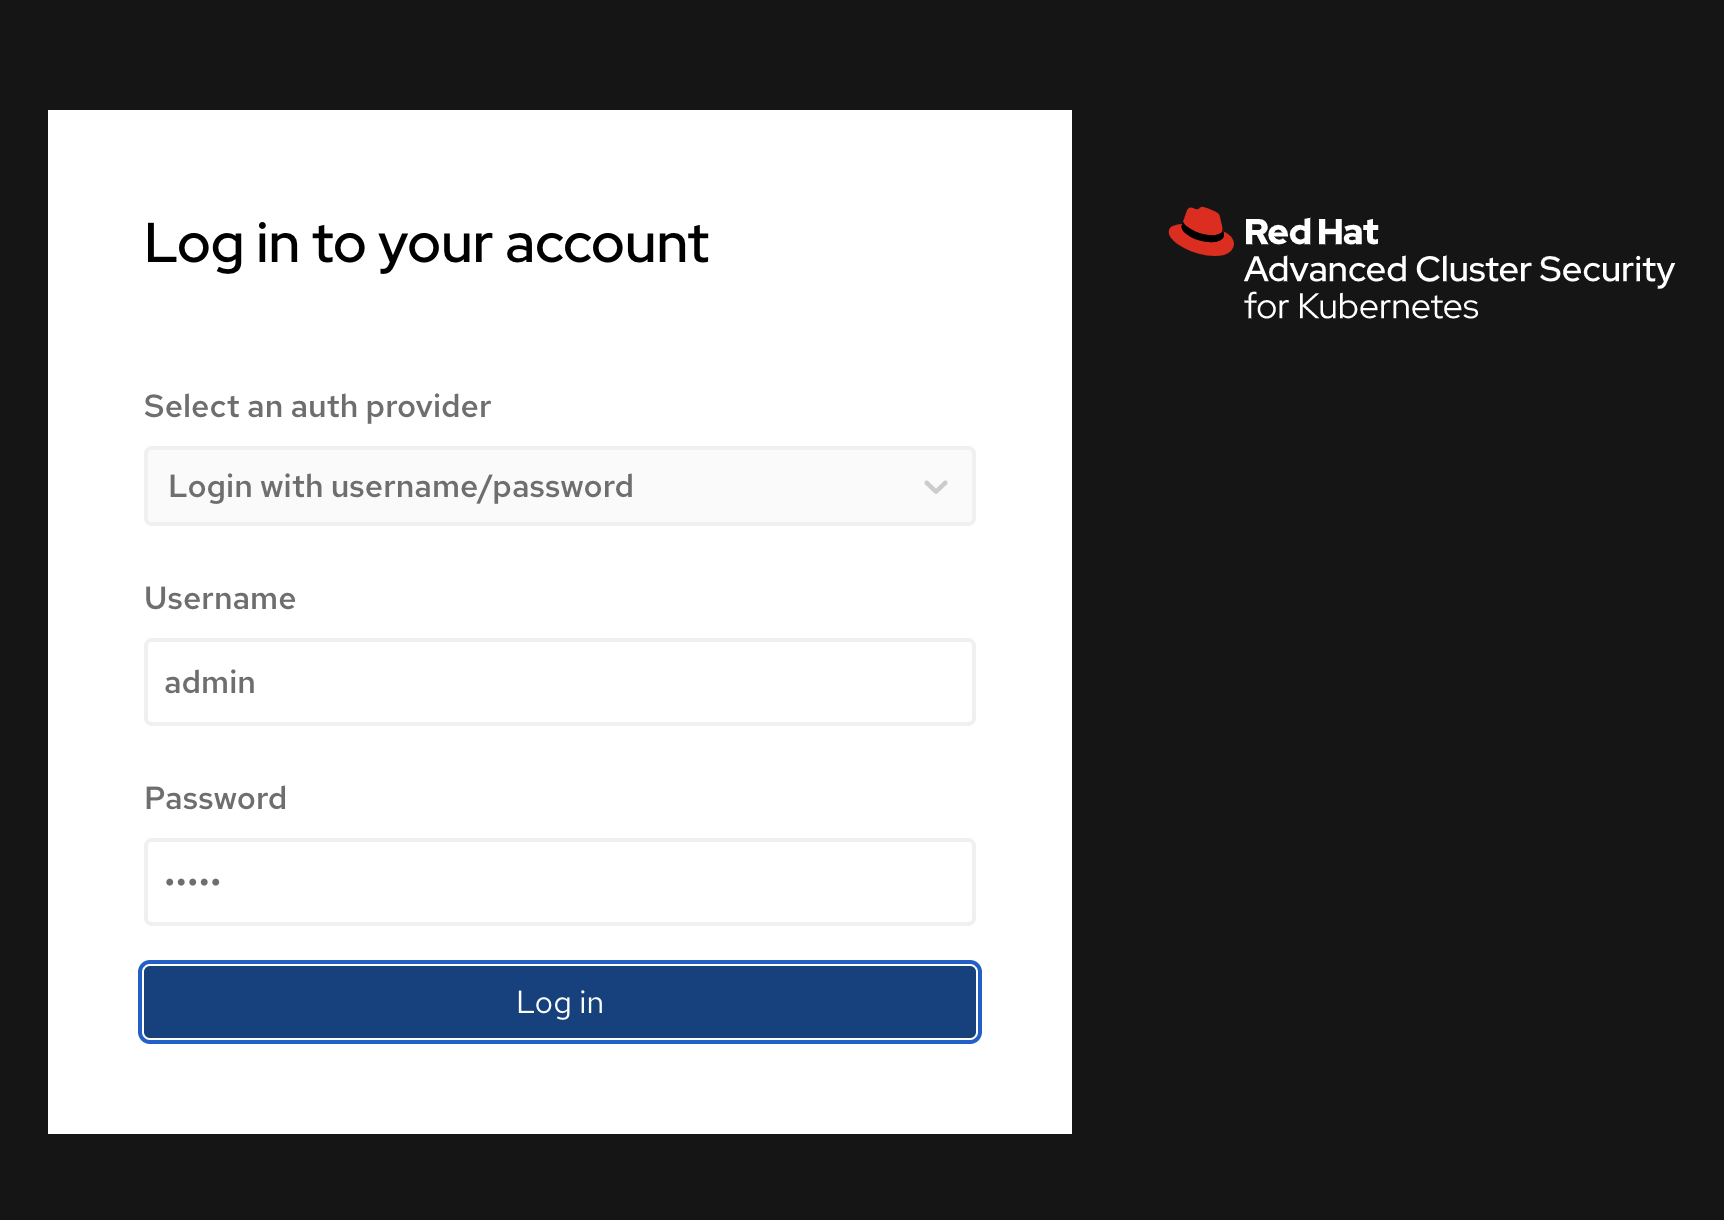 Log in to your account
Select an auth provider
Login with username/password
Username
admin
Password
•••••
Log in
Red Hat
Advanced Cluster Security
for Kubernetes